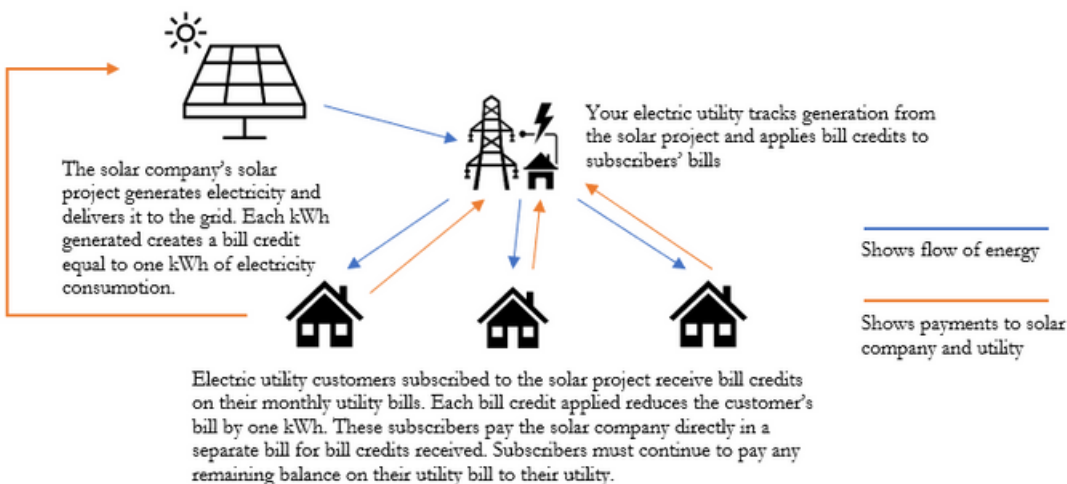 Your electric utility tracks generation from
the solar project and applies bill credits to
subscribers' bills
The solar company's solar
project generates electricity and
delivers it to the grid. Each kWh
generated creates a bill credit
equal to one kWh of electricity
consumption.
Shows flow of energy
Shows payments to solar
company and utility
Electric utility customers subscribed to the solar project receive bill credits
on their monthly utility bills. Each bill credit applied reduces the customer's
bill by one kWh. These subscribers pay the solar company directly in a
separate bill for bill credits received. Subscribers must continue to pay any
remaining balance on their utility bill to their utility.